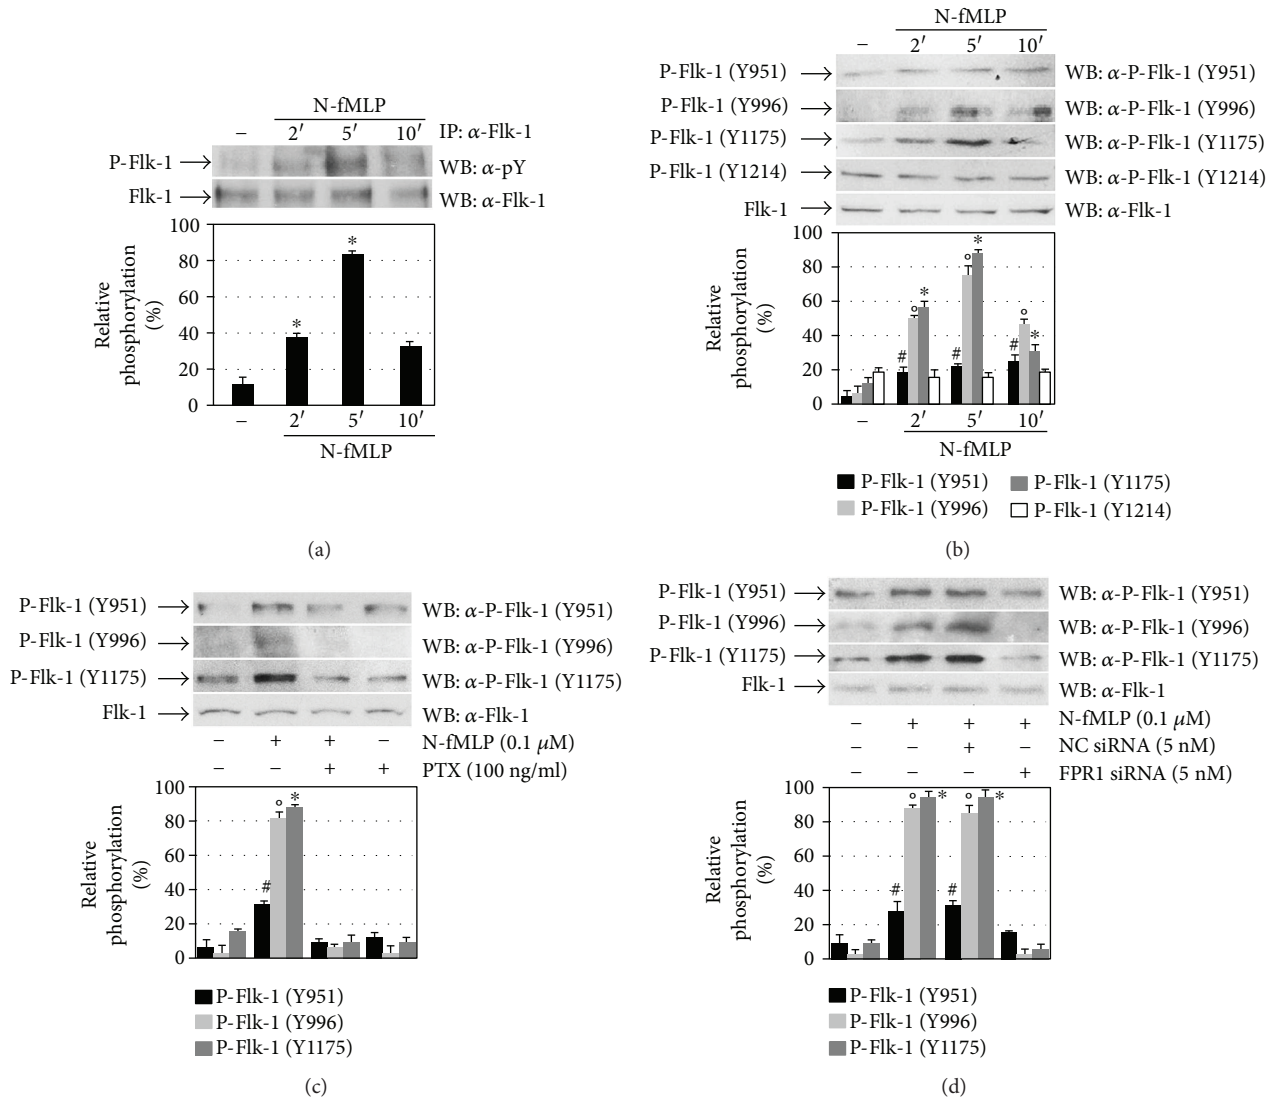 (a)
N-fMLP
– 2′ 5′ 10′ IP: α-Flk-1
P-Flk-1 WB: α-pY
Flk-1 WB: α-Flk-1
Relative phosphorylation (%)
100
80
60
40
20
0
* *
– 2′ 5′ 10′
N-fMLP
(a)
N-fMLP
– 2′ 5′ 10′
P-Flk-1 (Y951) WB: α-P-Flk-1 (Y951)
P-Flk-1 (Y996) WB: α-P-Flk-1 (Y996)
P-Flk-1 (Y1175) WB: α-P-Flk-1 (Y1175)
P-Flk-1 (Y1214) WB: α-P-Flk-1 (Y1214)
Flk-1 WB: α-Flk-1
Relative phosphorylation (%)
100
80
60
40
20
0
# ° * # ° * # ° *
– 2′ 5′ 10′
N-fMLP
P-Flk-1 (Y951) P-Flk-1 (Y1175)
P-Flk-1 (Y996) P-Flk-1 (Y1214)
(b)
P-Flk-1 (Y951) WB: α-P-Flk-1 (Y951)
P-Flk-1 (Y996) WB: α-P-Flk-1 (Y996)
P-Flk-1 (Y1175) WB: α-P-Flk-1 (Y1175)
Flk-1 WB: α-Flk-1
– + + – N-fMLP (0.1 μM)
– – + + PTX (100 ng/ml)
Relative phosphorylation (%)
100
80
60
40
20
0
# ° *
P-Flk-1 (Y951)
P-Flk-1 (Y996)
P-Flk-1 (Y1175)
(c)
P-Flk-1 (Y951) WB: α-P-Flk-1 (Y951)
P-Flk-1 (Y996) WB: α-P-Flk-1 (Y996)
P-Flk-1 (Y1175) WB: α-P-Flk-1 (Y1175)
Flk-1 WB: α-Flk-1
– + + + N-fMLP (0.1 μM)
– – + – NC siRNA (5 nM)
– – – + FPR1 siRNA (5 nM)
Relative phosphorylation (%)
100
80
60
40
20
0
# ° * # ° *
P-Flk-1 (Y951)
P-Flk-1 (Y996)
P-Flk-1 (Y1175)
(d)